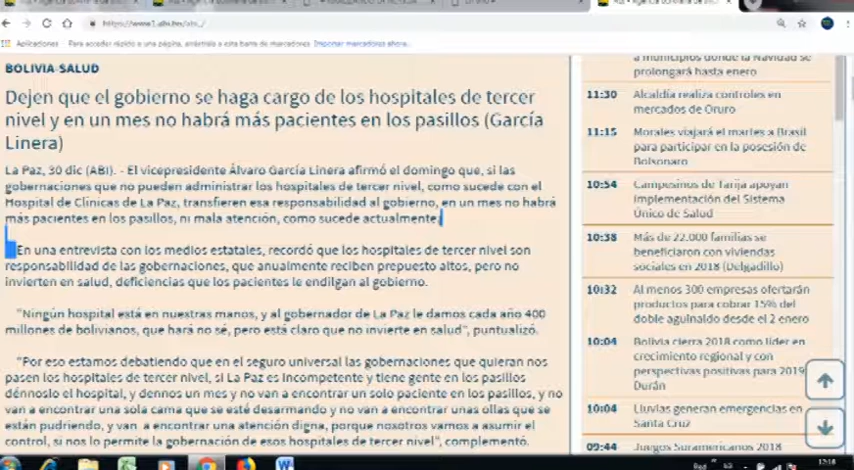 https://www1.abi.bo/abi_/
Aplicaciones Para acceder rápido a una página, arrástrala a esta barra de marcadores. Importar marcadores ahora...
BOLIVIA-SALUD
Dejen que el gobierno se haga cargo de los hospitales de tercer
nivel y en un mes no habrá más pacientes en los pasillos (García
Linera)
La Paz, 30 dic (ABI). - El vicepresidente Álvaro García Linera afirmó el domingo que, si las
gobernaciones que no pueden administrar los hospitales de tercer nivel, como sucede con el
Hospital de Clínicas de La Paz, transfieren esa responsabilidad al gobierno, en un mes no habrá
más pacientes en los pasillos, ni mala atención, como sucede actualmente.
En una entrevista con los medios estatales, recordó que los hospitales de tercer nivel son
responsabilidad de las gobernaciones, que anualmente reciben prepuesto altos, pero no
invierten en salud, deficiencias que los pacientes le endilgan al gobierno.
"Ningún hospital está en nuestras manos, y al gobernador de La Paz le damos cada año 400
millones de bolivianos, que hará no sé, pero está claro que no invierte en salud", puntualizó.
"Por eso estamos debatiendo que en el seguro universal las gobernaciones que quieran nos
pasen los hospitales de tercer nivel, si La Paz es incompetente y tiene gente en los pasillos
dénnoslo el hospital, y dennos un mes y no van a encontrar un solo paciente en los pasillos, y no
van a encontrar una sola cama que se esté desarmando y no van a encontrar unas ollas que se
están pudriendo, y van a encontrar una atención digna, porque nosotros vamos a asumir el
control, si nos lo permite la gobernación de esos hospitales de tercer nivel", complementó.
a municipios donde la Navidad se
prolongará hasta enero
11:30 Alcaldía realiza controles en
mercados de Oruro
11:15 Morales viajará el martes a Brasil
para participar en la posesión de
Bolsonaro
10:54 Campesinos de Tarija apoyan
implementación del Sistema
Único de Salud
10:38 Más de 22.000 familias se
beneficiaron con viviendas
sociales en 2018 (Delgadillo)
10:32 Al menos 300 empresas ofertarán
productos para cobrar 15% del
doble aguinaldo desde el 2 enero
10:04 Bolivia cierra 2018 como líder en
crecimiento regional y con
perspectivas positivas para 2019
Durán
10:04 Lluvias generan emergencias en
Santa Cruz
09:44 Juegos Suramericanos 2018